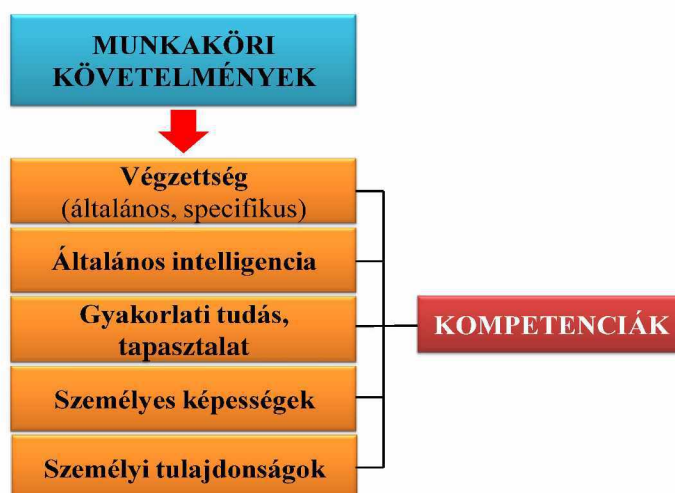 MUNKAKÖRI
KÖVETELMÉNYEK
Végzettség
(általános, specifikus)
Általános intelligencia
Gyakorlati tudás,
tapasztalat
KOMPETENCIÁK
Személyes képességek
Személyi tulajdonságok